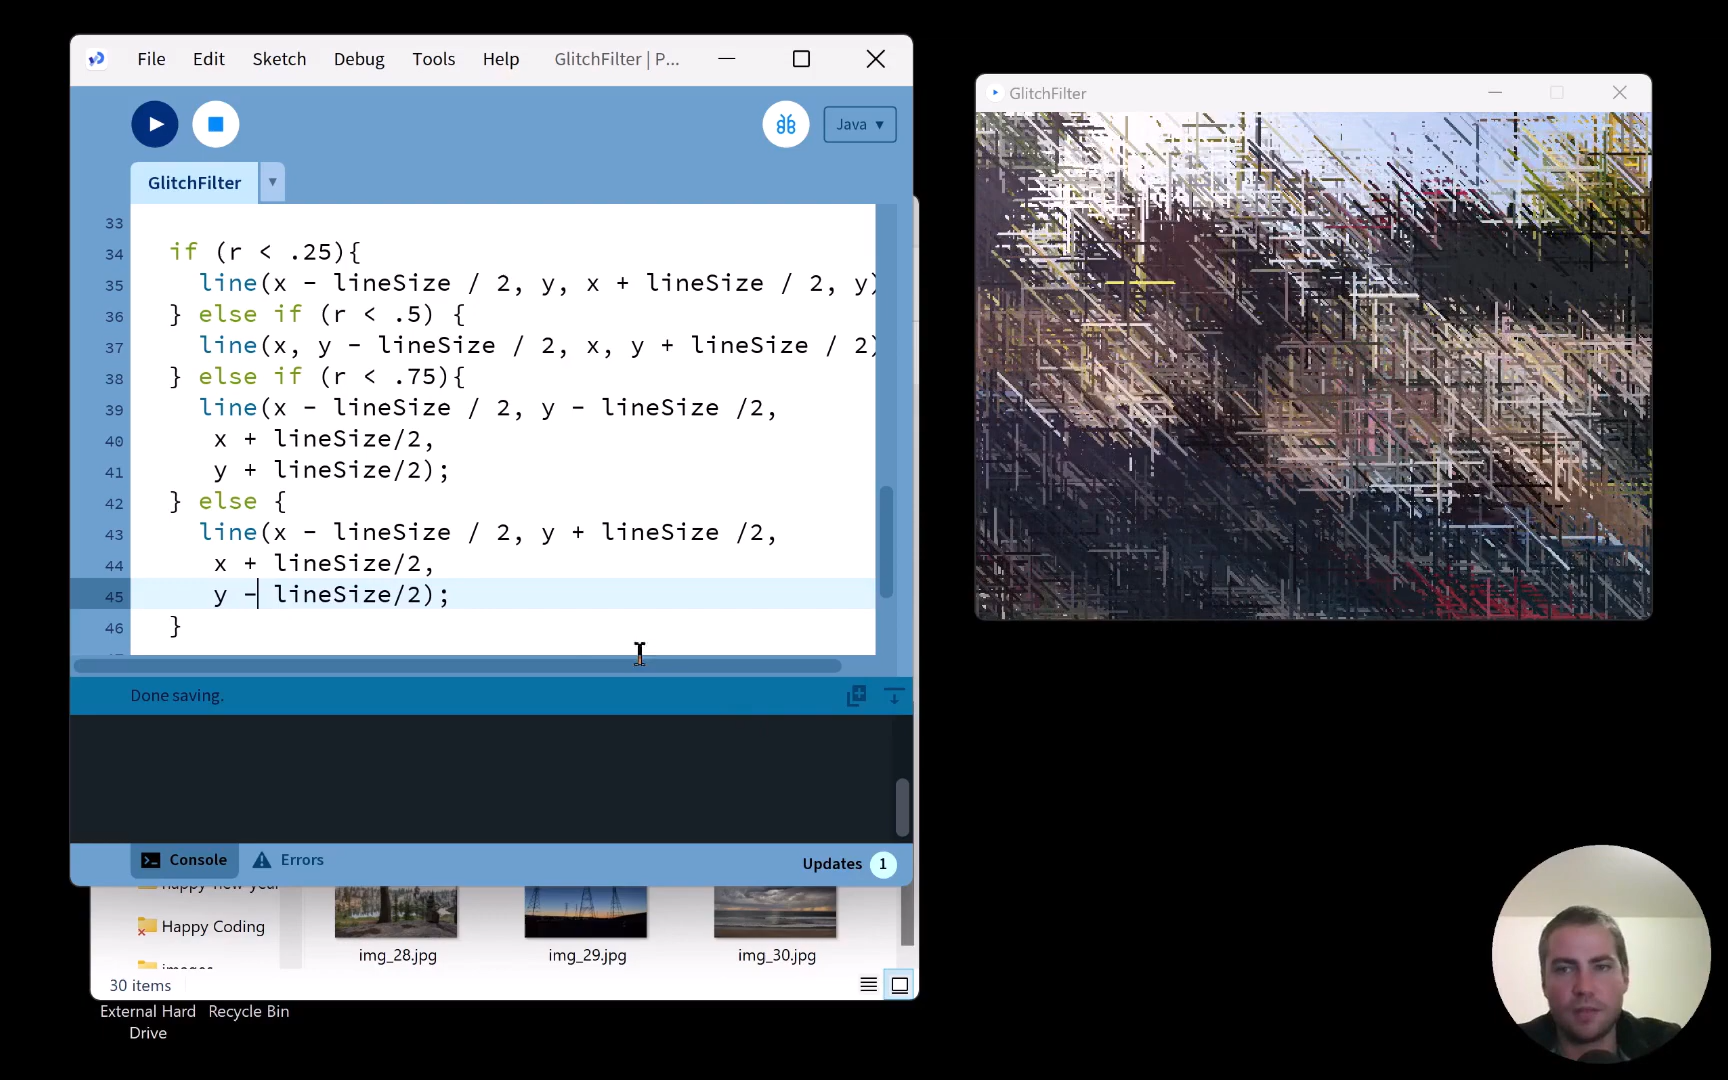 File Edit Sketch Debug Tools Help GlitchFilter | P...
Java ▾
GlitchFilter
33
34 if (r < .25){
35 line(x - lineSize / 2, y, x + lineSize / 2, y)
36 } else if (r < .5) {
37 line(x, y - lineSize / 2, x, y + lineSize / 2)
38 } else if (r < .75){
39 line(x - lineSize / 2, y - lineSize /2,
40 x + lineSize/2,
41 y + lineSize/2);
42 } else {
43 line(x - lineSize / 2, y + lineSize /2,
44 x + lineSize/2,
45 y - lineSize/2);
46 }
Done saving.
Console Errors Updates 1
happy-new-year
Happy Coding
images
img_28.jpg img_29.jpg img_30.jpg
30 items
External Hard Drive
Recycle Bin
GlitchFilter